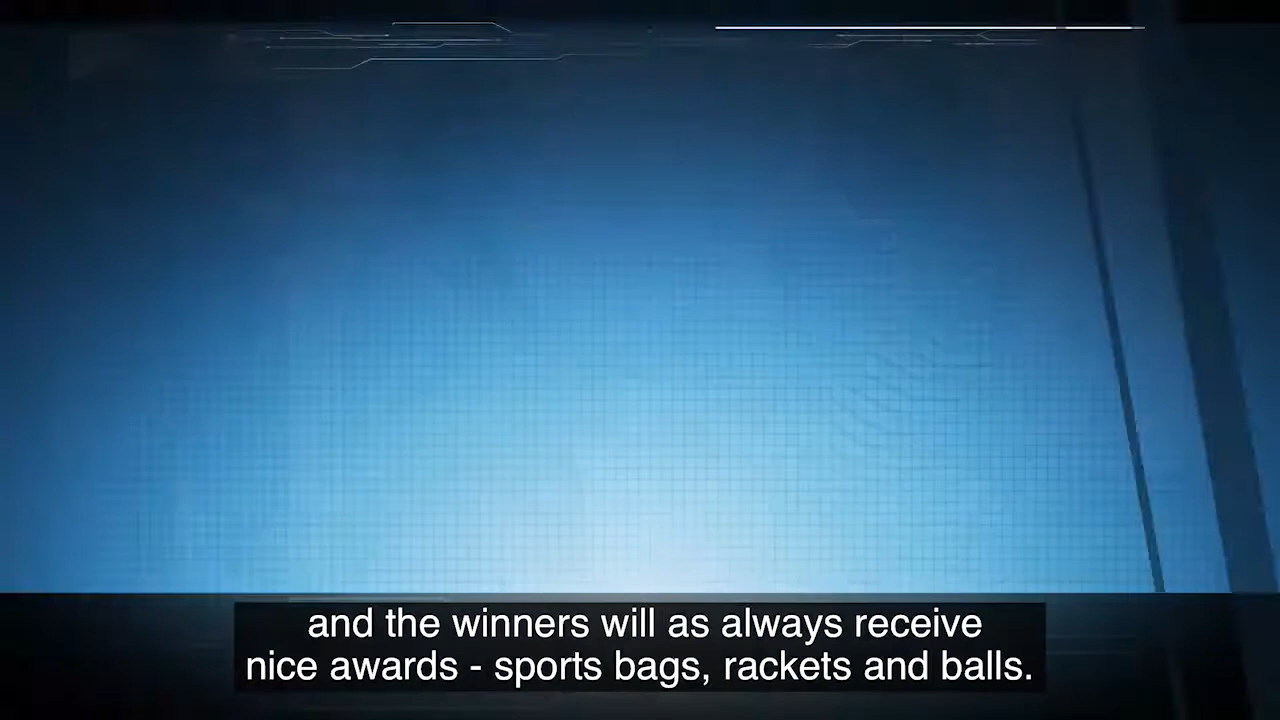 and the winners will as always receive
nice awards - sports bags, rackets and balls.